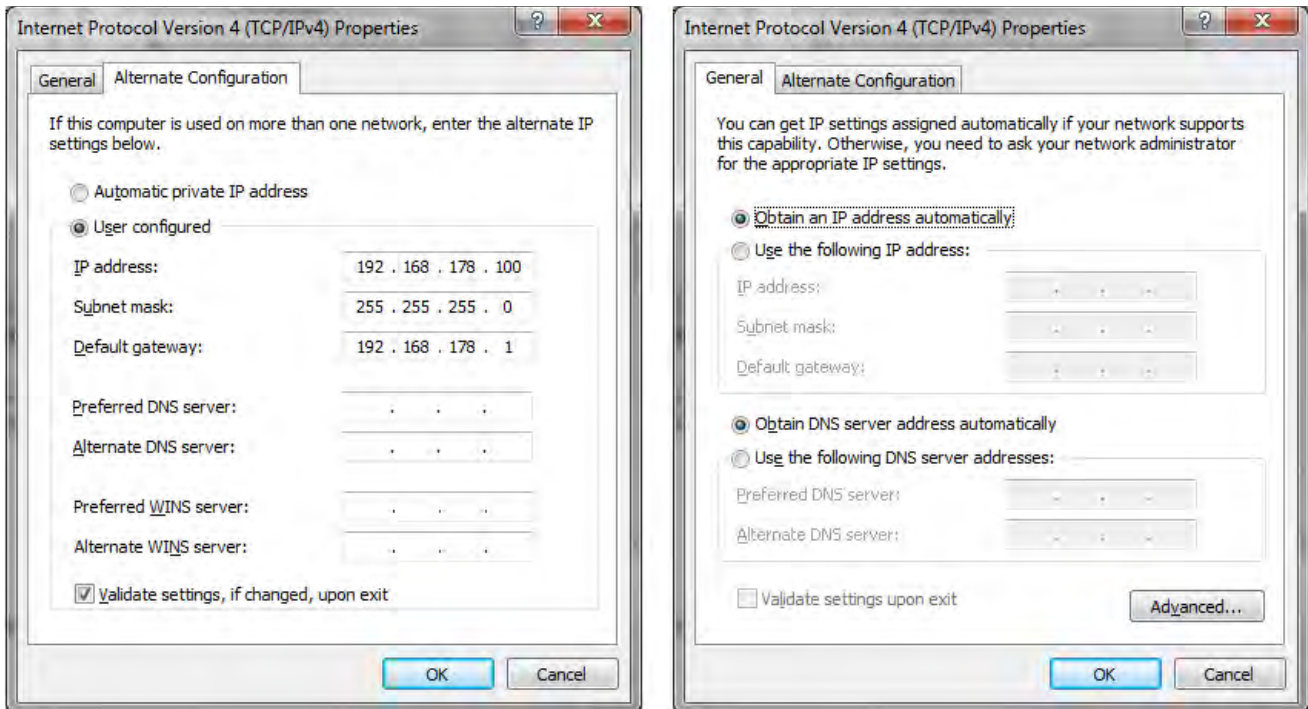 Internet Protocol Version 4 (TCP/IPv4) Properties
General
Alternate Configuration
If this computer is used on more than one network, enter the alternate IP
settings below.
Automatic private IP address
User configured
IP address: 192 . 168 . 178 . 100
Subnet mask: 255 . 255 . 255 . 0
Default gateway: 192 . 168 . 178 . 1
Preferred DNS server: . . .
Alternate DNS server: . . .
Preferred WINS server: . . .
Alternate WINS server: . . .
Validate settings, if changed, upon exit
OK
Cancel
Internet Protocol Version 4 (TCP/IPv4) Properties
General
Alternate Configuration
You can get IP settings assigned automatically if your network supports
this capability. Otherwise, you need to ask your network administrator
for the appropriate IP settings.
Obtain an IP address automatically
Use the following IP address:
IP address: . . .
Subnet mask: . . .
Default gateway: . . .
Obtain DNS server address automatically
Use the following DNS server addresses:
Preferred DNS server: . . .
Alternate DNS server: . . .
Validate settings upon exit
Advanced...
OK
Cancel